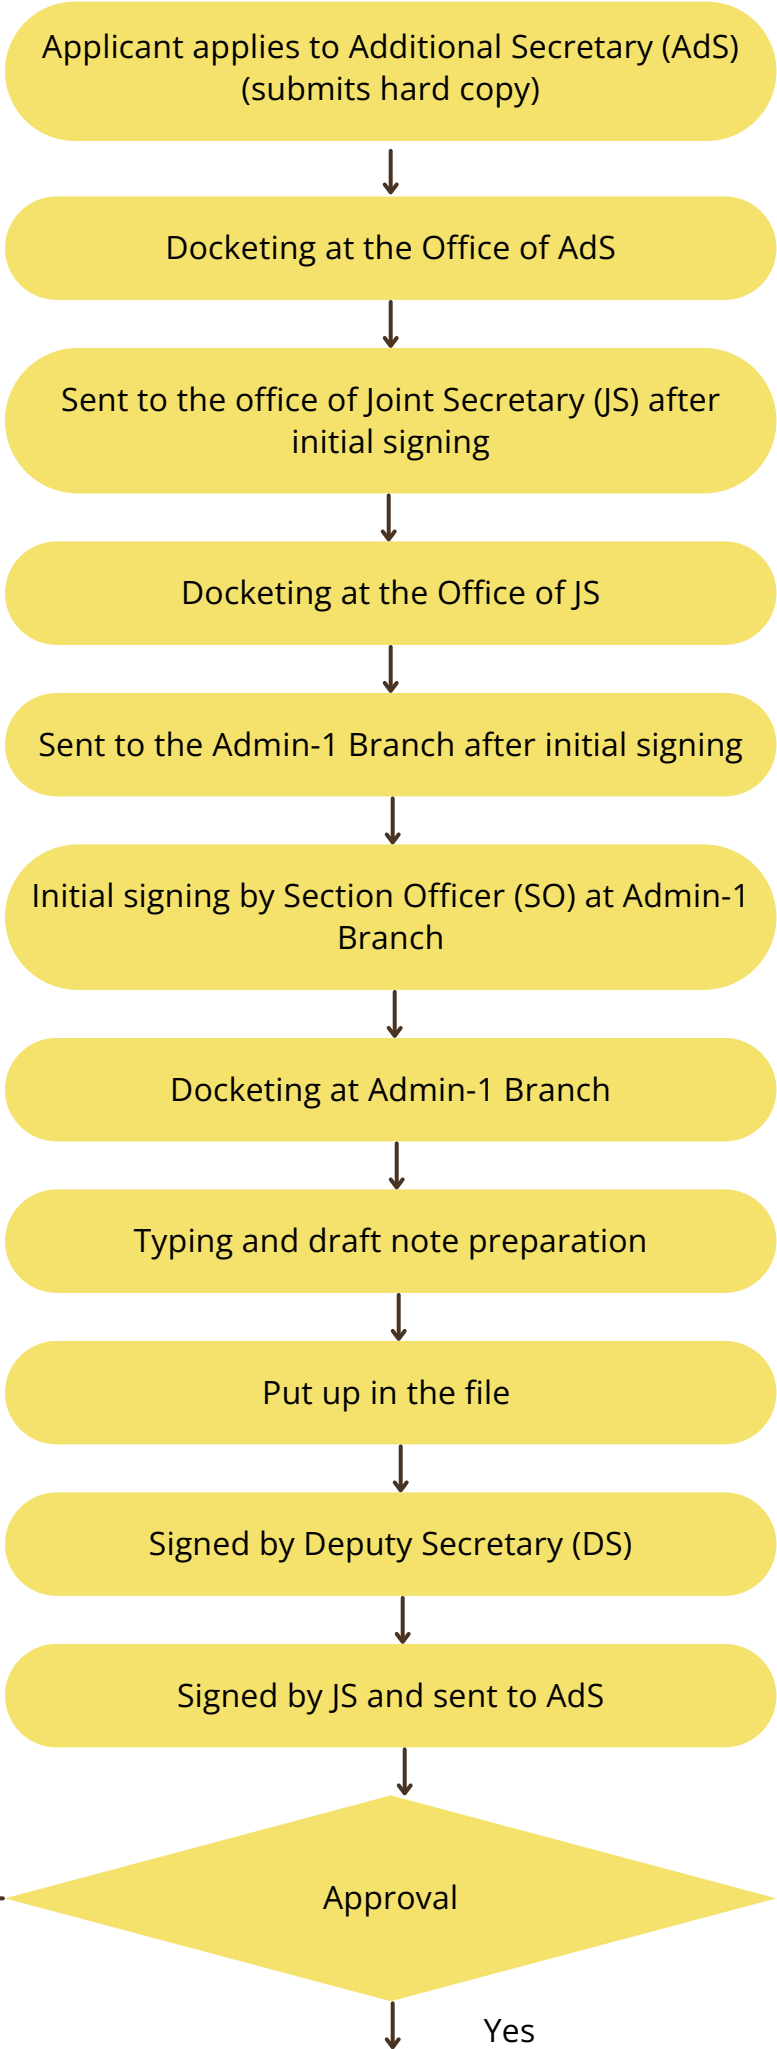 Applicant applies to Additional Secretary (AdS)
(submits hard copy)
Docketing at the Office of AdS
Sent to the office of Joint Secretary (JS) after
initial signing
Docketing at the Office of JS
Sent to the Admin-1 Branch after initial signing
Initial signing by Section Officer (SO) at Admin-1
Branch
Docketing at Admin-1 Branch
Typing and draft note preparation
Put up in the file
Signed by Deputy Secretary (DS)
Signed by JS and sent to AdS
Approval
Yes